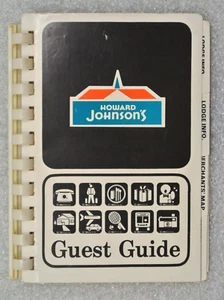 HOWARD
JOHNSON'S
Guest Guide
LODGE INFO.
MERCHANTS' MAP